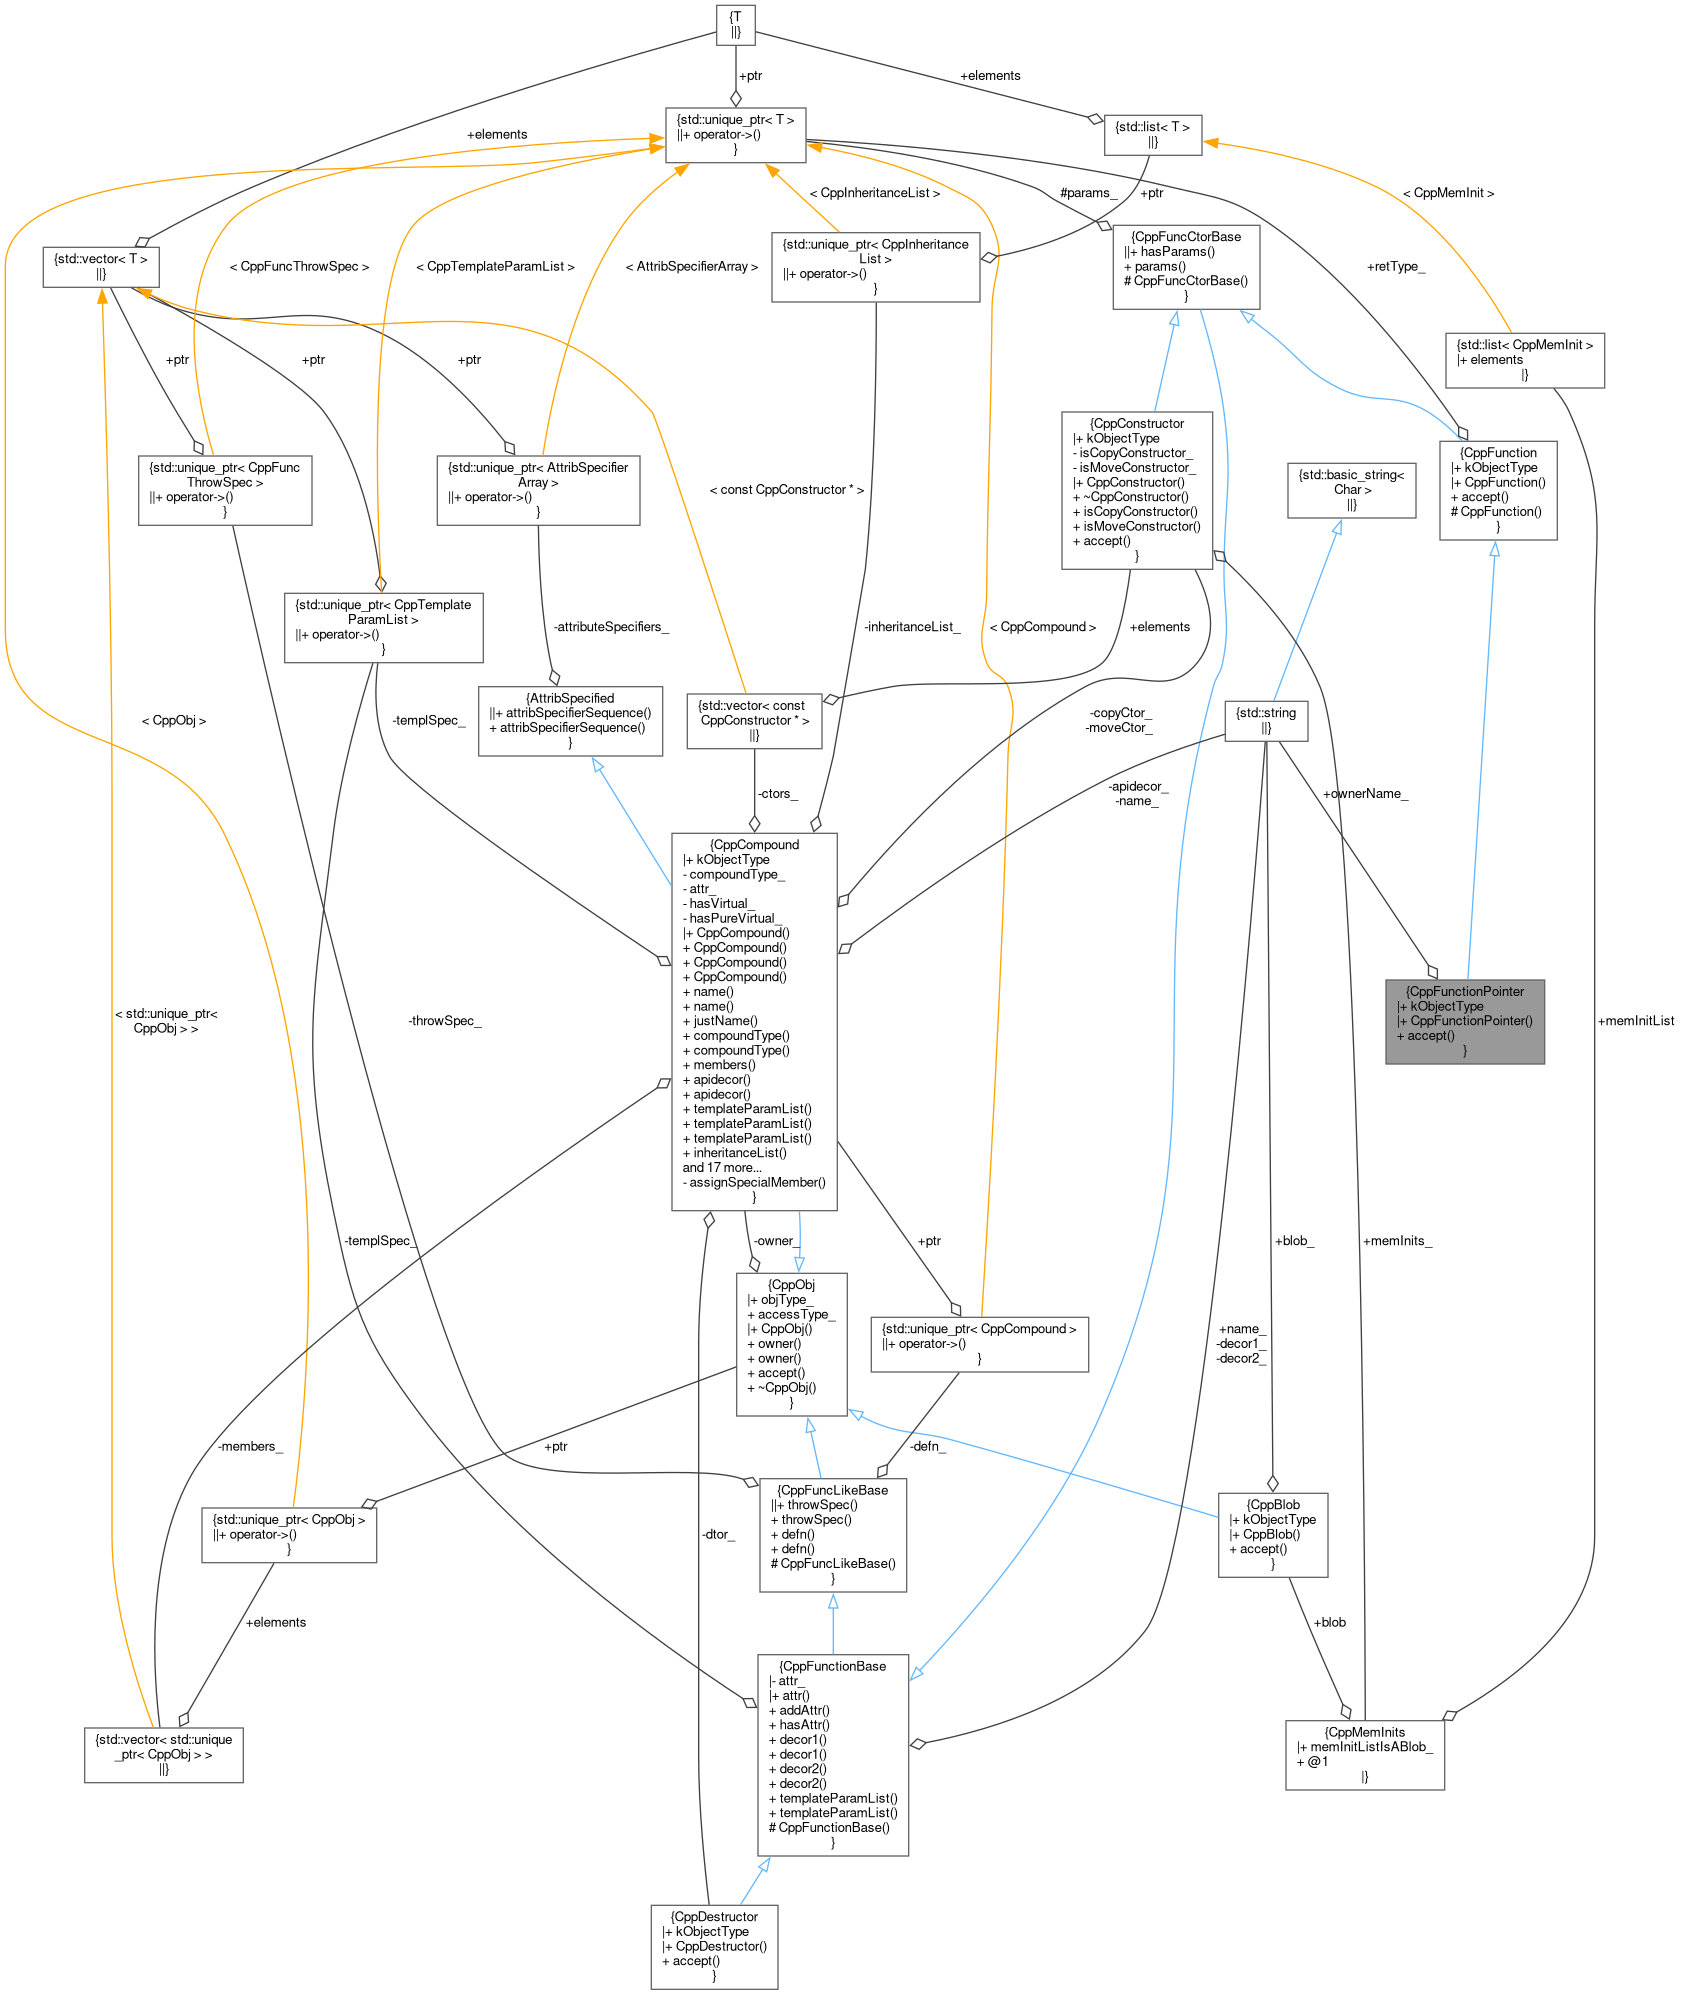 {T
||}
+ptr
+elements
+elements
{std::unique_ptr< T >
||+ operator->()
}
{std::list< T >
||}
< CppInheritanceList >
#params_
+ptr
< CppMemInit >
{std::vector< T >
||}
< CppFuncThrowSpec >
< CppTemplateParamList >
< AttribSpecifierArray >
{std::unique_ptr< CppInheritance
List >
||+ operator->()
}
{CppFuncCtorBase
||+ hasParams()
+ params()
# CppFuncCtorBase()
}
+retType_
+ptr
+ptr
+ptr
{std::list< CppMemInit >
|+ elements
|}
{std::unique_ptr< CppFunc
ThrowSpec >
||+ operator->()
}
{std::unique_ptr< AttribSpecifier
Array >
||+ operator->()
}
< const CppConstructor * >
{CppConstructor
|+ kObjectType
- isCopyConstructor_
- isMoveConstructor_
|+ CppConstructor()
+ ~CppConstructor()
+ isCopyConstructor()
+ isMoveConstructor()
+ accept()
}
{std::basic_string<
Char >
||}
{CppFunction
|+ kObjectType
|+ CppFunction()
+ accept()
# CppFunction()
}
{std::unique_ptr< CppTemplate
ParamList >
||+ operator->()
}
-attributeSpecifiers_
-inheritanceList_
< CppCompound >
+elements
< CppObj >
-templSpec_
{AttribSpecified
||+ attribSpecifierSequence()
+ attribSpecifierSequence()
}
{std::vector< const
CppConstructor * >
||}
-copyCtor_
-moveCtor_
{std::string
||}
-ctors_
-apidecor_
-name_
+ownerName_
{CppCompound
|+ kObjectType
- compoundType_
- attr_
- hasVirtual_
- hasPureVirtual_
|+ CppCompound()
+ CppCompound()
+ CppCompound()
+ CppCompound()
+ name()
+ name()
+ justName()
+ compoundType()
+ compoundType()
+ members()
+ apidecor()
+ apidecor()
+ templateParamList()
+ templateParamList()
+ templateParamList()
+ inheritanceList()
and 17 more...
- assignSpecialMember()
}
< std::unique_ptr<
CppObj > >
-throwSpec_
{CppFunctionPointer
|+ kObjectType
|+ CppFunctionPointer()
+ accept()
}
+memInitList
-templSpec_
-owner_
+ptr
+blob_
+memInits_
{CppObj
|+ objType_
+ accessType_
|+ CppObj()
+ owner()
+ owner()
+ accept()
+ ~CppObj()
}
{std::unique_ptr< CppCompound >
||+ operator->()
}
+name_
-decor1_
-decor2_
-members_
+ptr
-defn_
{std::unique_ptr< CppObj >
||+ operator->()
}
-dtor_
{CppFuncLikeBase
||+ throwSpec()
+ throwSpec()
+ defn()
+ defn()
# CppFuncLikeBase()
}
{CppBlob
|+ kObjectType
|+ CppBlob()
+ accept()
}
+elements
+blob
{CppFunctionBase
|- attr_
|+ attr()
+ addAttr()
+ hasAttr()
+ decor1()
+ decor1()
+ decor2()
+ decor2()
+ templateParamList()
+ templateParamList()
# CppFunctionBase()
}
{std::vector< std::unique
_ptr< CppObj > >
||}
{CppMemInits
|+ memInitListIsABlob_
+ @1
|}
{CppDestructor
|+ kObjectType
|+ CppDestructor()
+ accept()
}